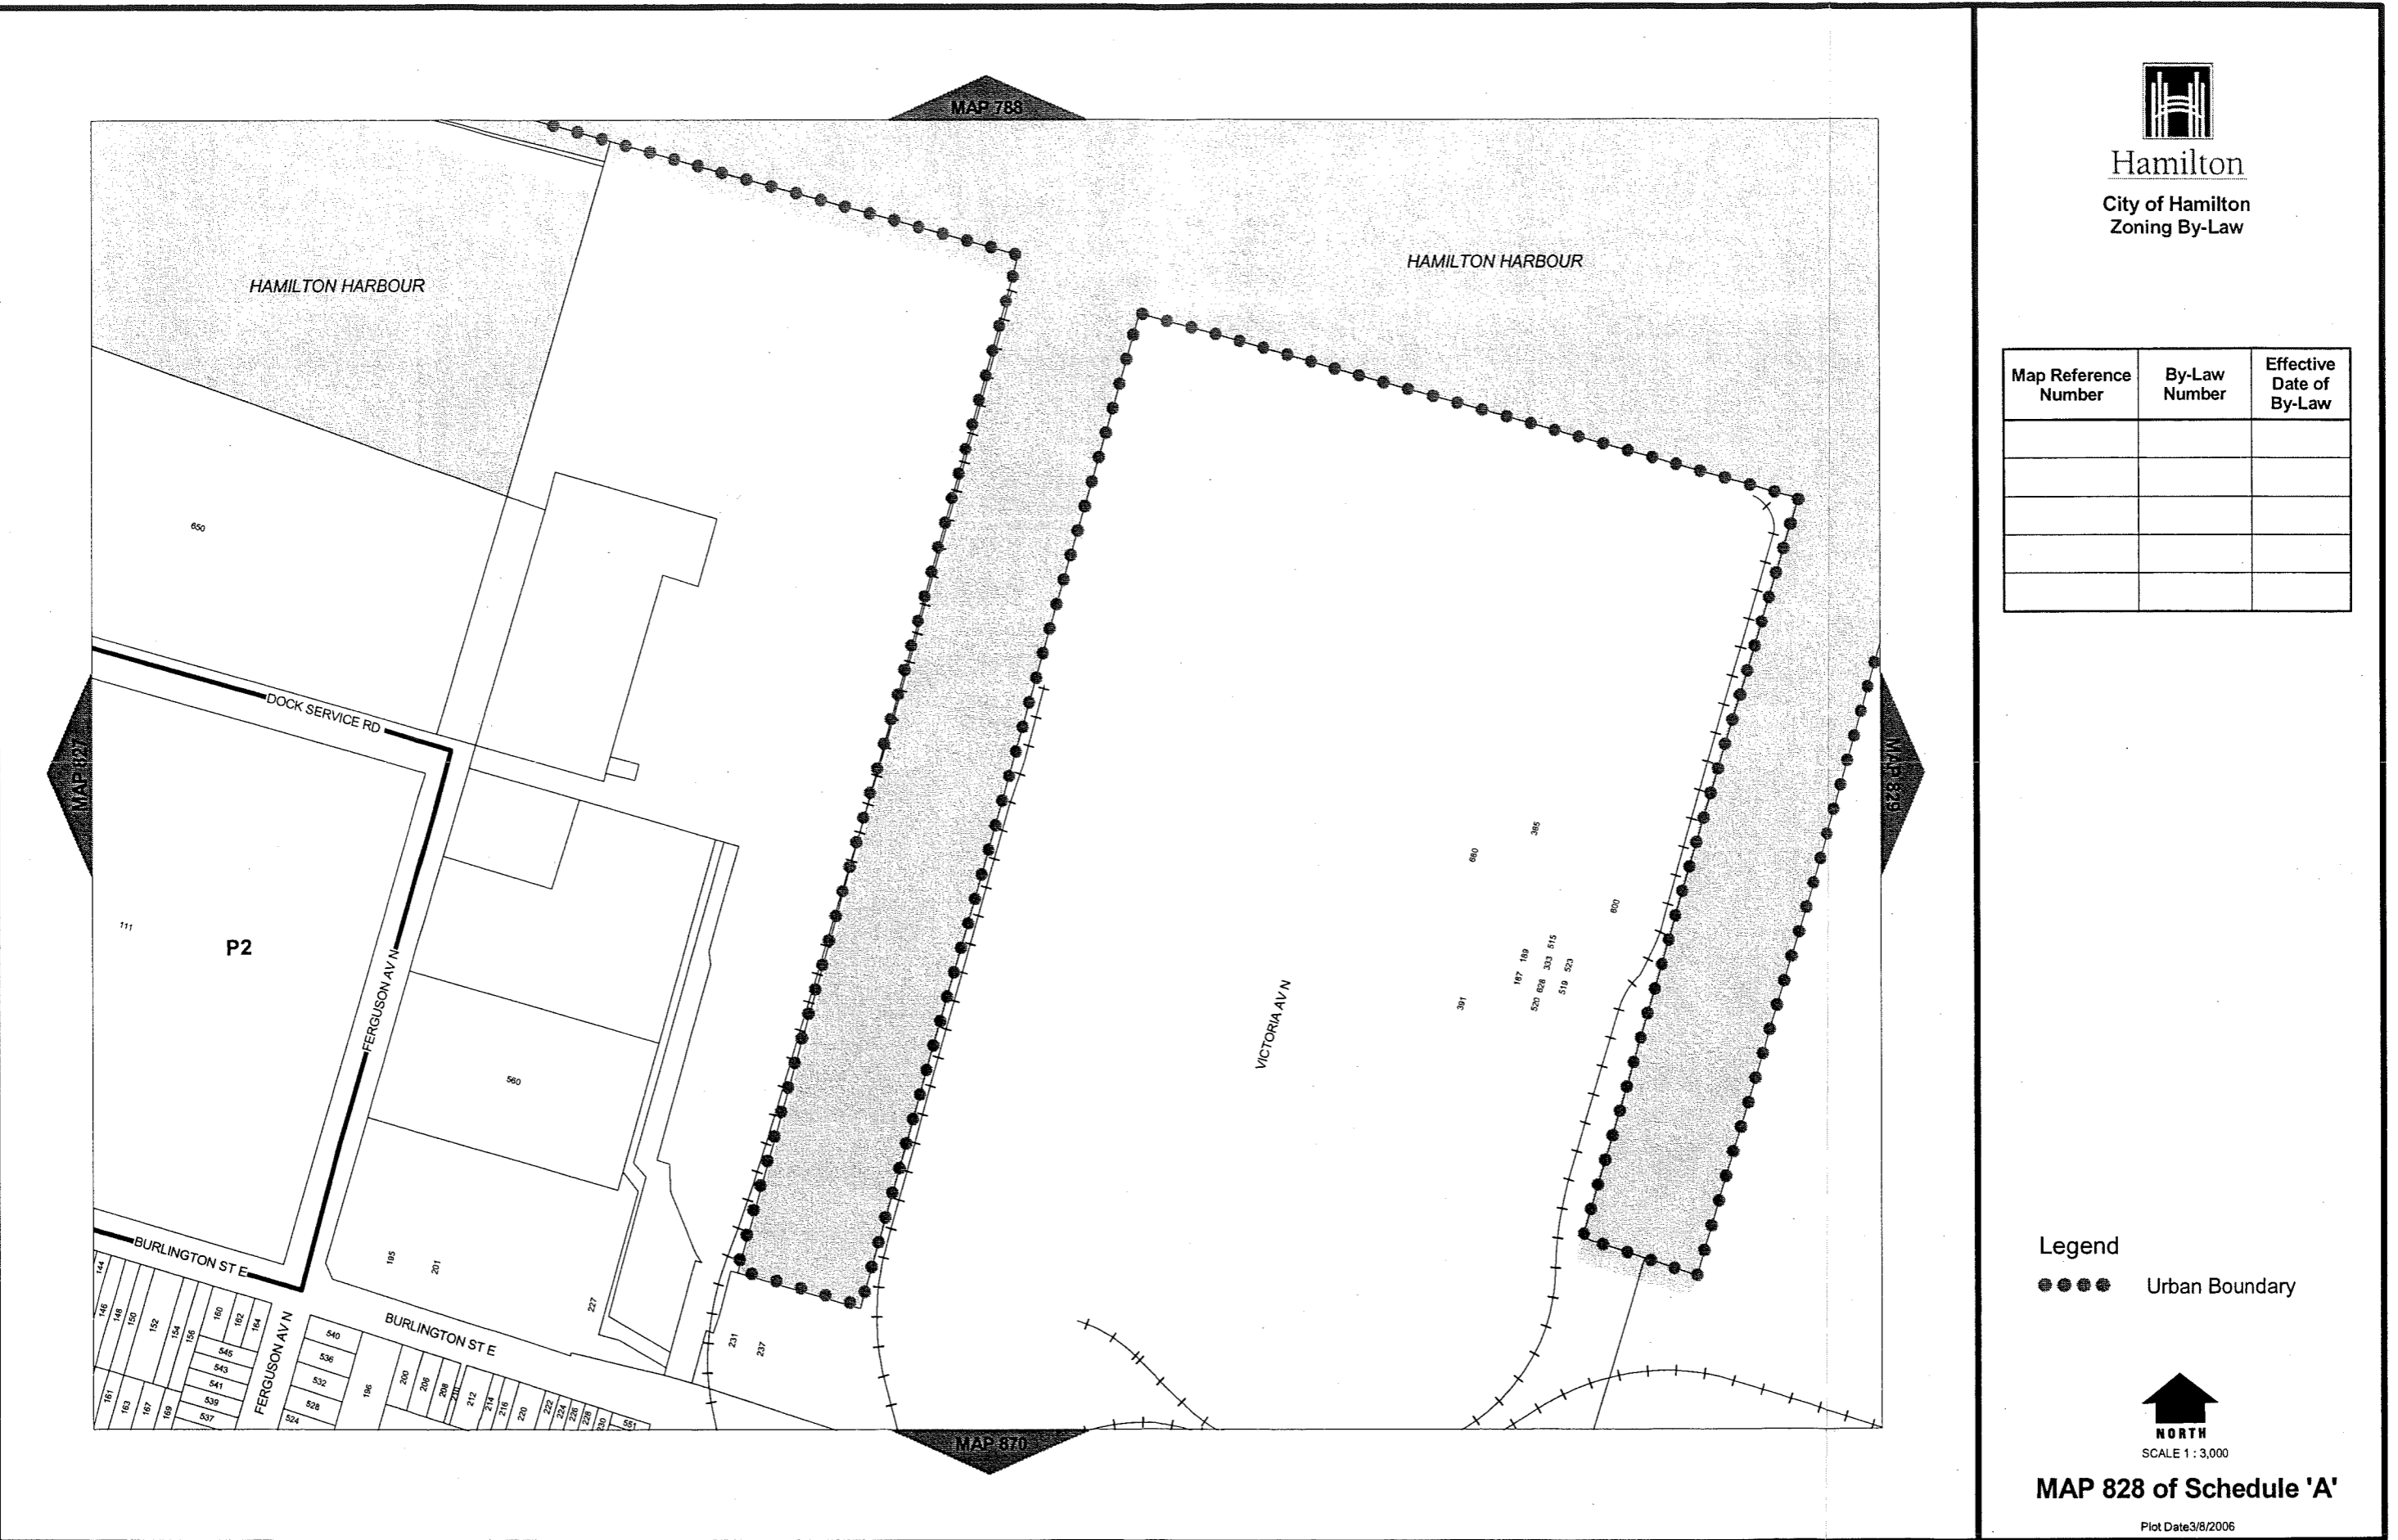 MAP 788
HAMILTON HARBOUR
HAMILTON HARBOUR
650
DOCK SERVICE RD
MAP 827
MAP 829
111
P2
FERGUSON AV N
560
385
680
600
189
515
187
333
523
628
519
520
391
VICTORIA AV N
BURLINGTON ST E
195
201
227
231
237
144
146
148
150
152
154
156
160
162
164
545
543
541
539
537
161
163
167
169
FERGUSON AV N
BURLINGTON ST E
540
536
532
528
524
196
200
206
208
210
212
214
216
220
222
224
226
228
230
551
MAP 870
Hamilton
City of Hamilton
Zoning By-Law
Map Reference Number
By-Law Number
Effective Date of By-Law
Legend
Urban Boundary
NORTH
SCALE 1 : 3,000
MAP 828 of Schedule 'A'
Plot Date3/8/2006